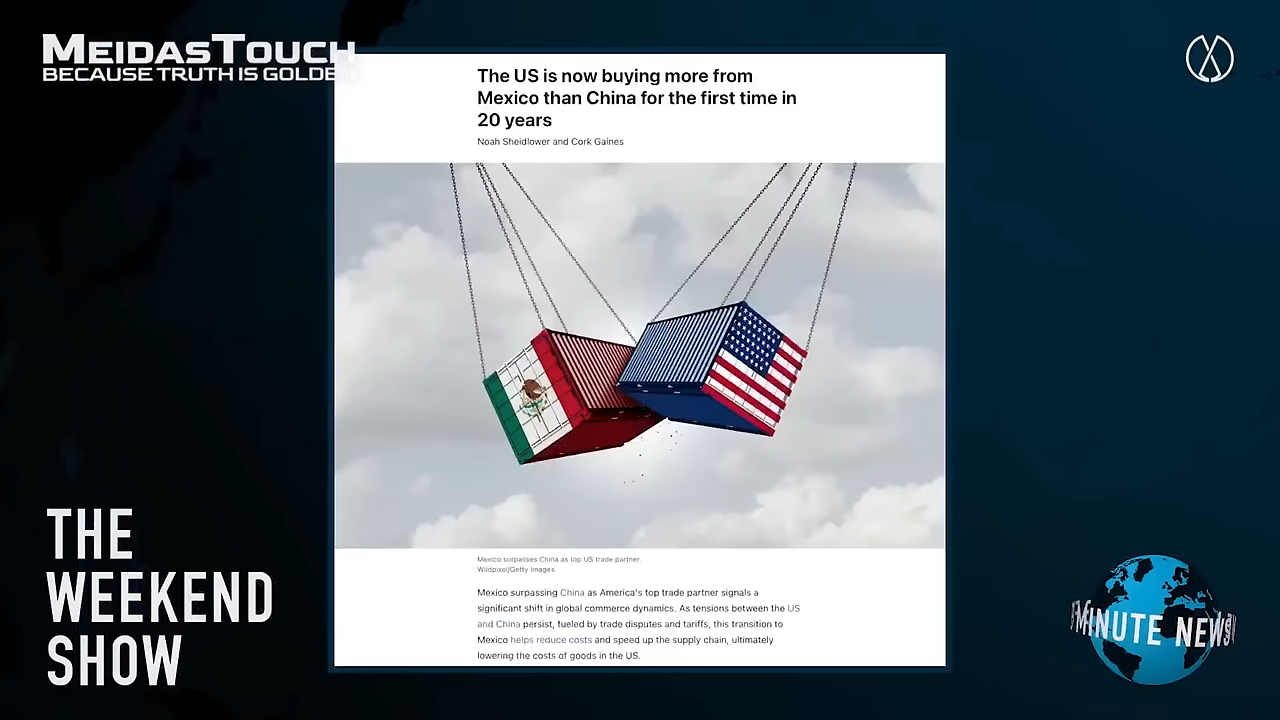 MEIDASTOUCH
BECAUSE TRUTH IS GOLDEN
The US is now buying more from
Mexico than China for the first time in
20 years
Noah Sheidlower and Cork Gaines
Mexico surpasses China as top US trade partner.
Wildpixel/Getty Images
Mexico surpassing China as America's top trade partner signals a
significant shift in global commerce dynamics. As tensions between the US
and China persist, fueled by trade disputes and tariffs, this transition to
Mexico helps reduce costs and speed up the supply chain, ultimately
lowering the costs of goods in the US.
THE
WEEKEND
SHOW
MINUTE NEWS